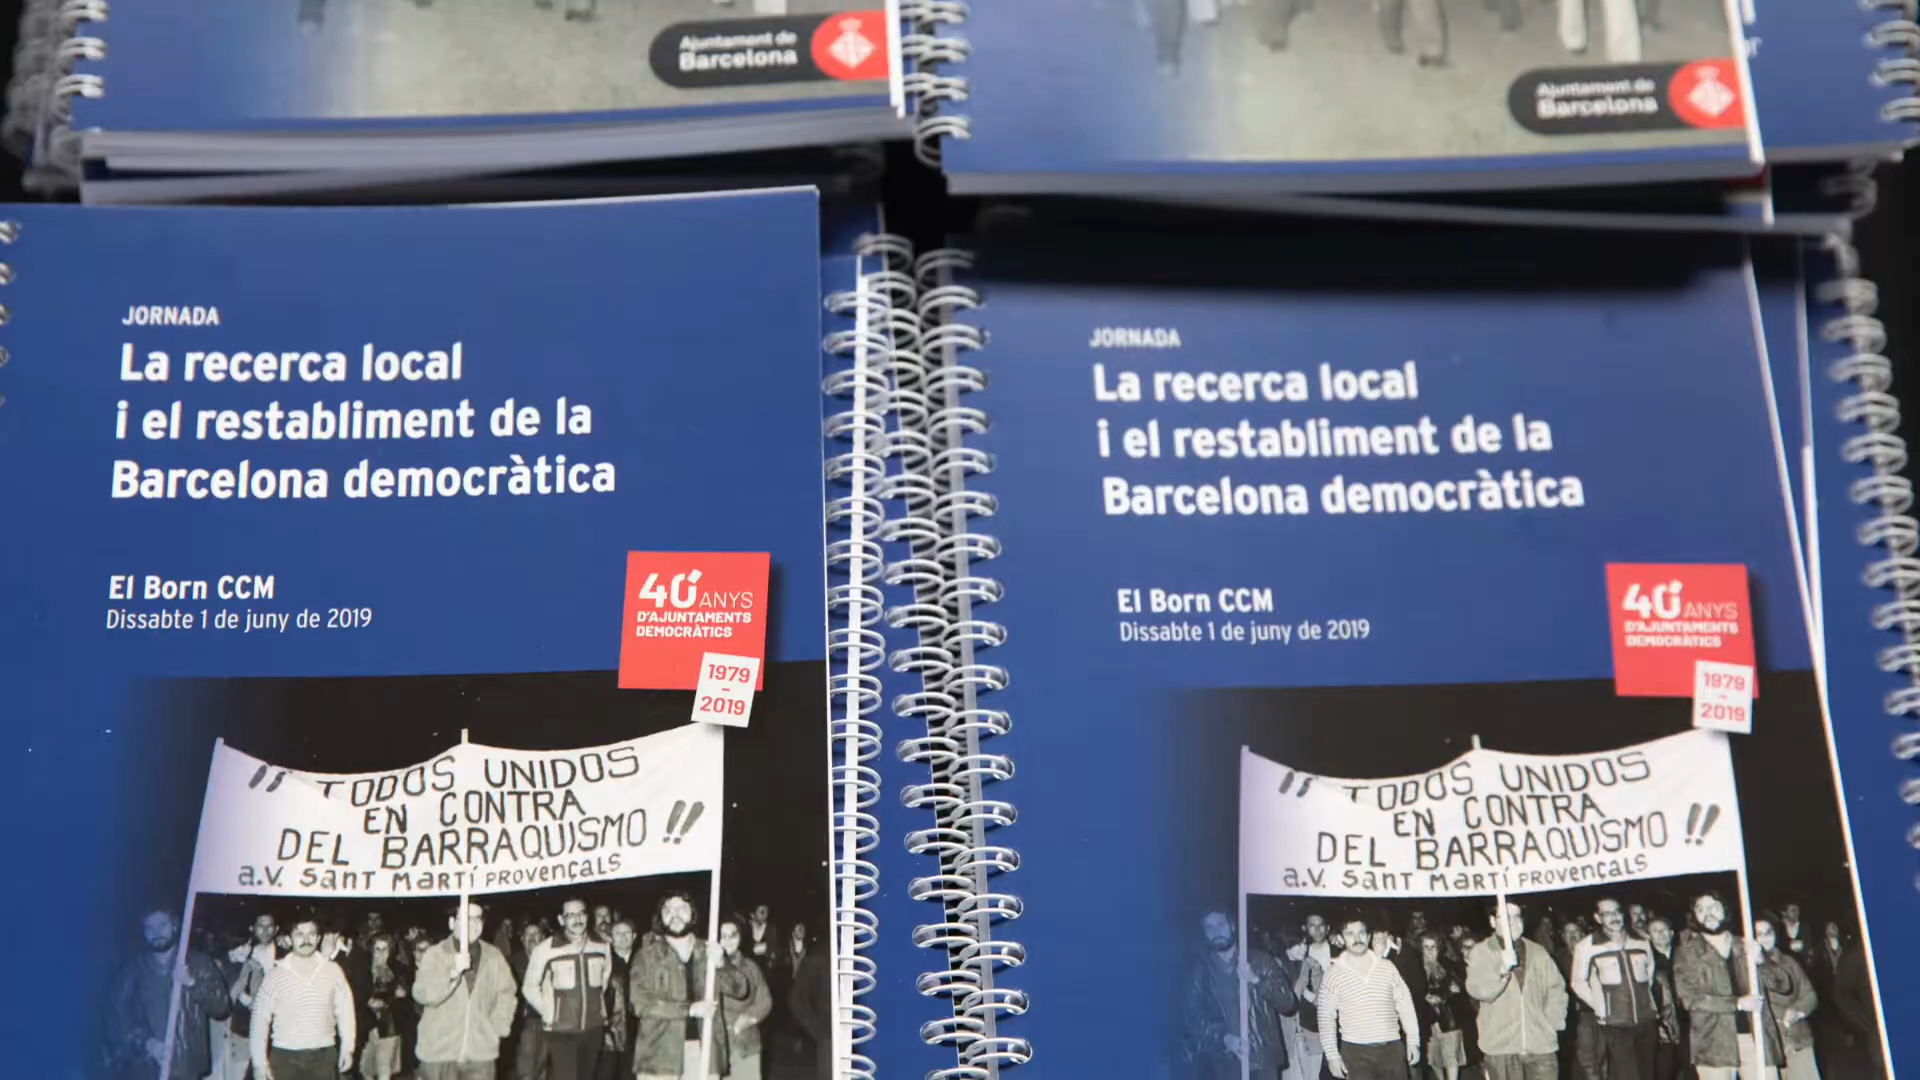 Ajuntament de
Barcelona
Ajuntament de
Barcelona
JORNADA
La recerca local
i el restabliment de la
Barcelona democràtica
El Born CCM
Dissabte 1 de juny de 2019
40 ANYS
D'AJUNTAMENTS
DEMOCRÀTICS
1979
-
2019
" TODOS UNIDOS
EN CONTRA
DEL BARRAQUISMO !!
a.V. Sant Martí Provençals
JORNADA
La recerca local
i el restabliment de la
Barcelona democràtica
El Born CCM
Dissabte 1 de juny de 2019
40 ANYS
D'AJUNTAMENTS
DEMOCRÀTICS
1979
-
2019
" TODOS UNIDOS
EN CONTRA
DEL BARRAQUISMO !!
a.V. Sant Martí Provençals